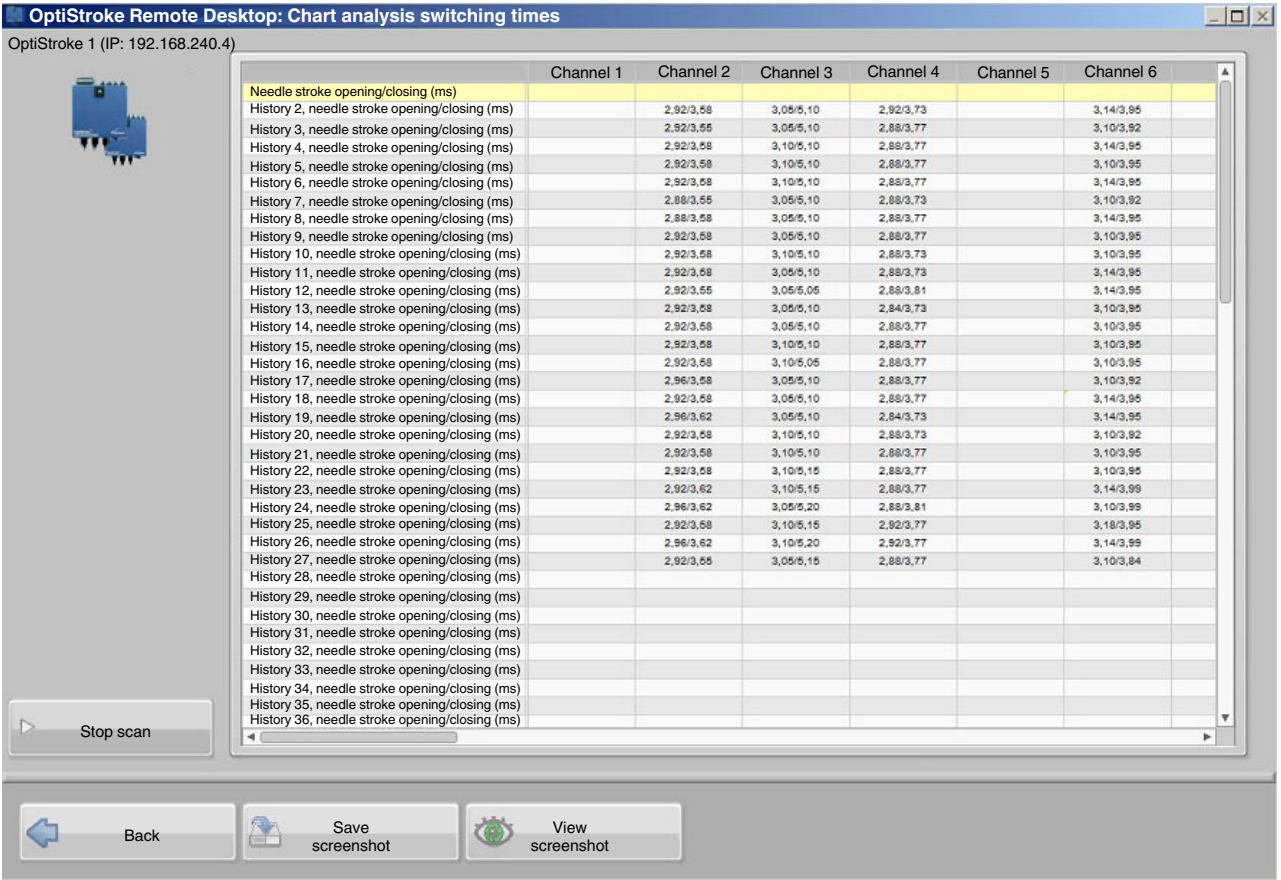 OptiStroke Remote Desktop: Chart analysis switching times
OptiStroke 1 (IP: 192.168.240.4)
Channel 1 Channel 2 Channel 3 Channel 4 Channel 5 Channel 6
Needle stroke opening/closing (ms)
History 2, needle stroke opening/closing (ms) 2,92/3,58 3,05/5,10 2,92/3,73 3,14/3,95
History 3, needle stroke opening/closing (ms) 2,92/3,55 3,05/5,10 2,88/3,77 3,10/3,92
History 4, needle stroke opening/closing (ms) 2,92/3,58 3,10/5,10 2,88/3,77 3,14/3,95
History 5, needle stroke opening/closing (ms) 2,92/3,58 3,10/5,10 2,88/3,77 3,10/3,95
History 6, needle stroke opening/closing (ms) 2,92/3,58 3,10/5,10 2,88/3,77 3,14/3,95
History 7, needle stroke opening/closing (ms) 2,88/3,55 3,05/5,10 2,88/3,73 3,10/3,92
History 8, needle stroke opening/closing (ms) 2,88/3,58 3,05/5,10 2,88/3,77 3,14/3,95
History 9, needle stroke opening/closing (ms) 2,92/3,58 3,05/5,10 2,88/3,77 3,10/3,95
History 10, needle stroke opening/closing (ms) 2,92/3,58 3,10/5,10 2,88/3,73 3,10/3,95
History 11, needle stroke opening/closing (ms) 2,92/3,58 3,05/5,10 2,88/3,73 3,14/3,95
History 12, needle stroke opening/closing (ms) 2,92/3,55 3,05/5,05 2,88/3,81 3,14/3,95
History 13, needle stroke opening/closing (ms) 2,92/3,58 3,05/5,10 2,84/3,73 3,10/3,95
History 14, needle stroke opening/closing (ms) 2,92/3,58 3,05/5,10 2,88/3,77 3,10/3,95
History 15, needle stroke opening/closing (ms) 2,92/3,58 3,10/5,10 2,88/3,77 3,10/3,95
History 16, needle stroke opening/closing (ms) 2,92/3,58 3,10/5,05 2,88/3,77 3,10/3,95
History 17, needle stroke opening/closing (ms) 2,96/3,58 3,05/5,10 2,88/3,77 3,10/3,92
History 18, needle stroke opening/closing (ms) 2,92/3,58 3,05/5,10 2,88/3,77 3,14/3,95
History 19, needle stroke opening/closing (ms) 2,96/3,62 3,05/5,10 2,84/3,73 3,14/3,95
History 20, needle stroke opening/closing (ms) 2,92/3,58 3,10/5,10 2,88/3,73 3,10/3,92
History 21, needle stroke opening/closing (ms) 2,92/3,58 3,10/5,10 2,88/3,77 3,10/3,95
History 22, needle stroke opening/closing (ms) 2,92/3,58 3,10/5,15 2,88/3,77 3,10/3,95
History 23, needle stroke opening/closing (ms) 2,92/3,62 3,10/5,15 2,88/3,77 3,14/3,99
History 24, needle stroke opening/closing (ms) 2,96/3,62 3,05/5,20 2,88/3,81 3,10/3,99
History 25, needle stroke opening/closing (ms) 2,92/3,58 3,10/5,15 2,92/3,77 3,18/3,95
History 26, needle stroke opening/closing (ms) 2,96/3,62 3,10/5,20 2,92/3,77 3,14/3,99
History 27, needle stroke opening/closing (ms) 2,92/3,55 3,05/5,15 2,88/3,77 3,10/3,84
History 28, needle stroke opening/closing (ms)
History 29, needle stroke opening/closing (ms)
History 30, needle stroke opening/closing (ms)
History 31, needle stroke opening/closing (ms)
History 32, needle stroke opening/closing (ms)
History 33, needle stroke opening/closing (ms)
History 34, needle stroke opening/closing (ms)
History 35, needle stroke opening/closing (ms)
History 36, needle stroke opening/closing (ms)
Stop scan
Back
Save
screenshot
View
screenshot